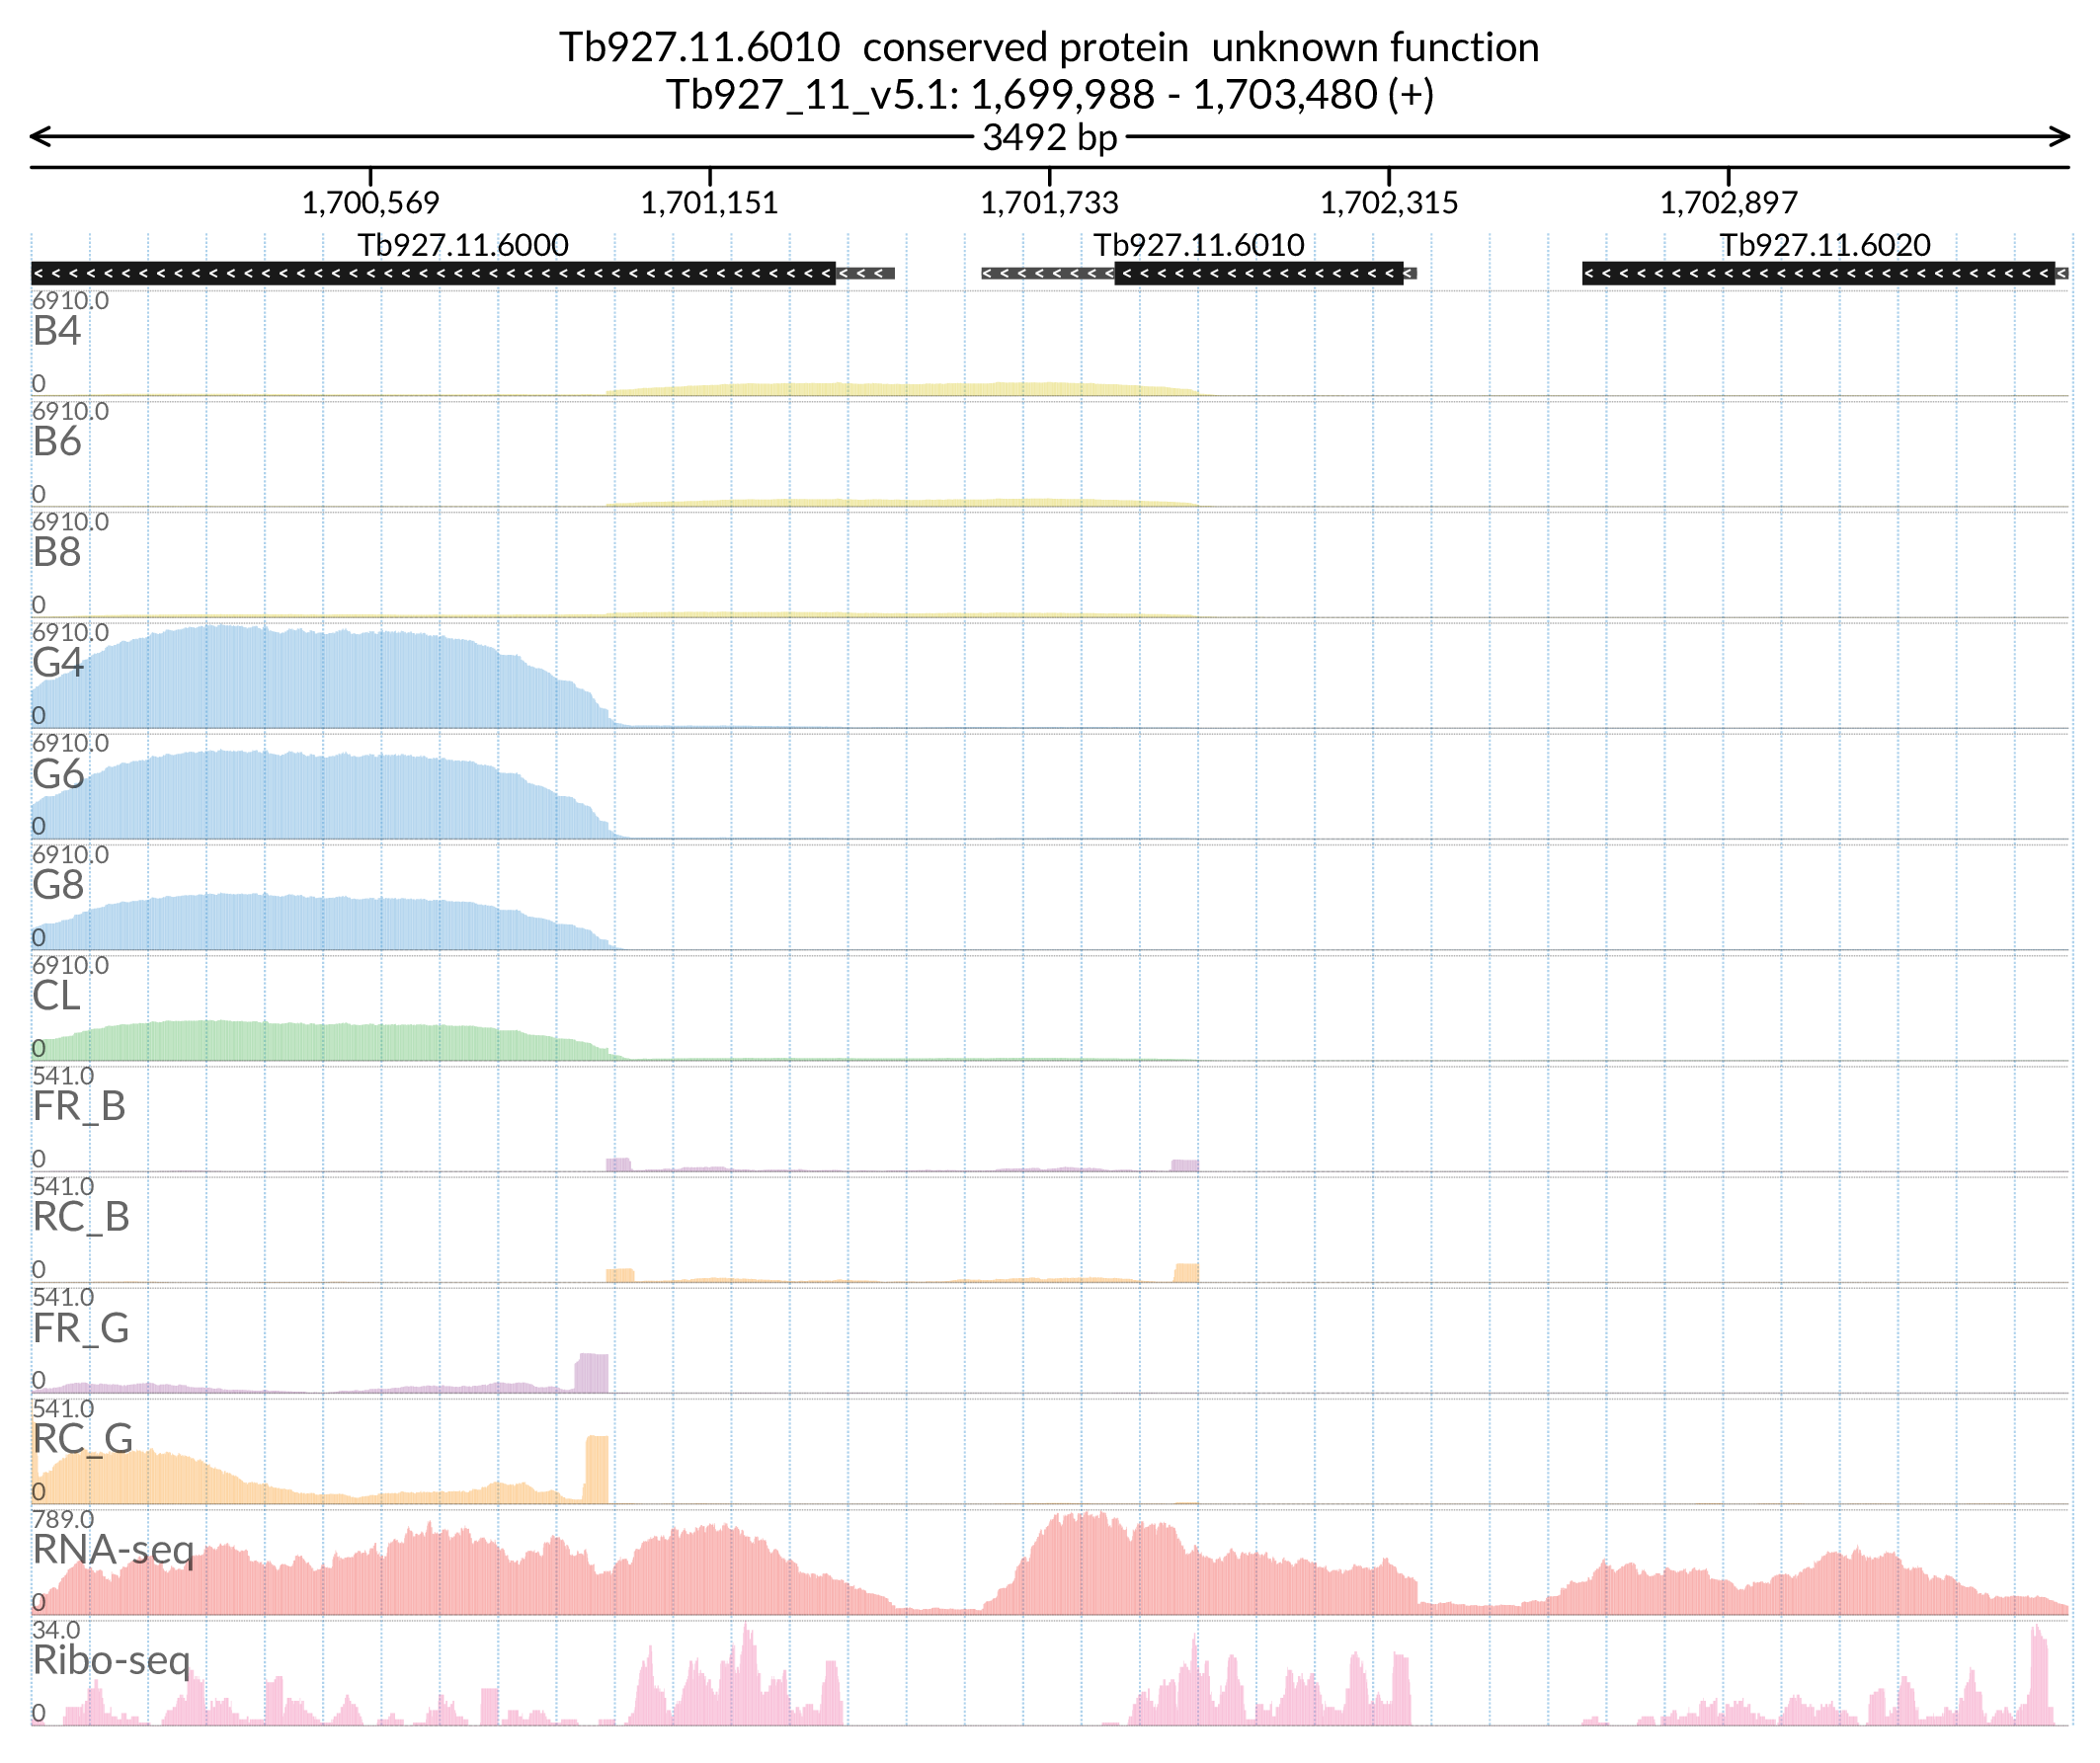 Tb927.11.6010 conserved protein unknown function
Tb927_11_v5.1: 1,699,988 - 1,703,480 (+)
3492 bp
1,700,569 1,701,151 1,701,733 1,702,315 1,702,897
Tb927.11.6000 Tb927.11.6010 Tb927.11.6020
6910.0
B4
0
6910.0
B6
0
6910.0
B8
0
6910.0
G4
0
6910.0
G6
0
6910.0
G8
0
6910.0
CL
0
541.0
FR_B
0
541.0
RC_B
0
541.0
FR_G
0
541.0
RC_G
0
789.0
RNA-seq
0
34.0
Ribo-seq
0